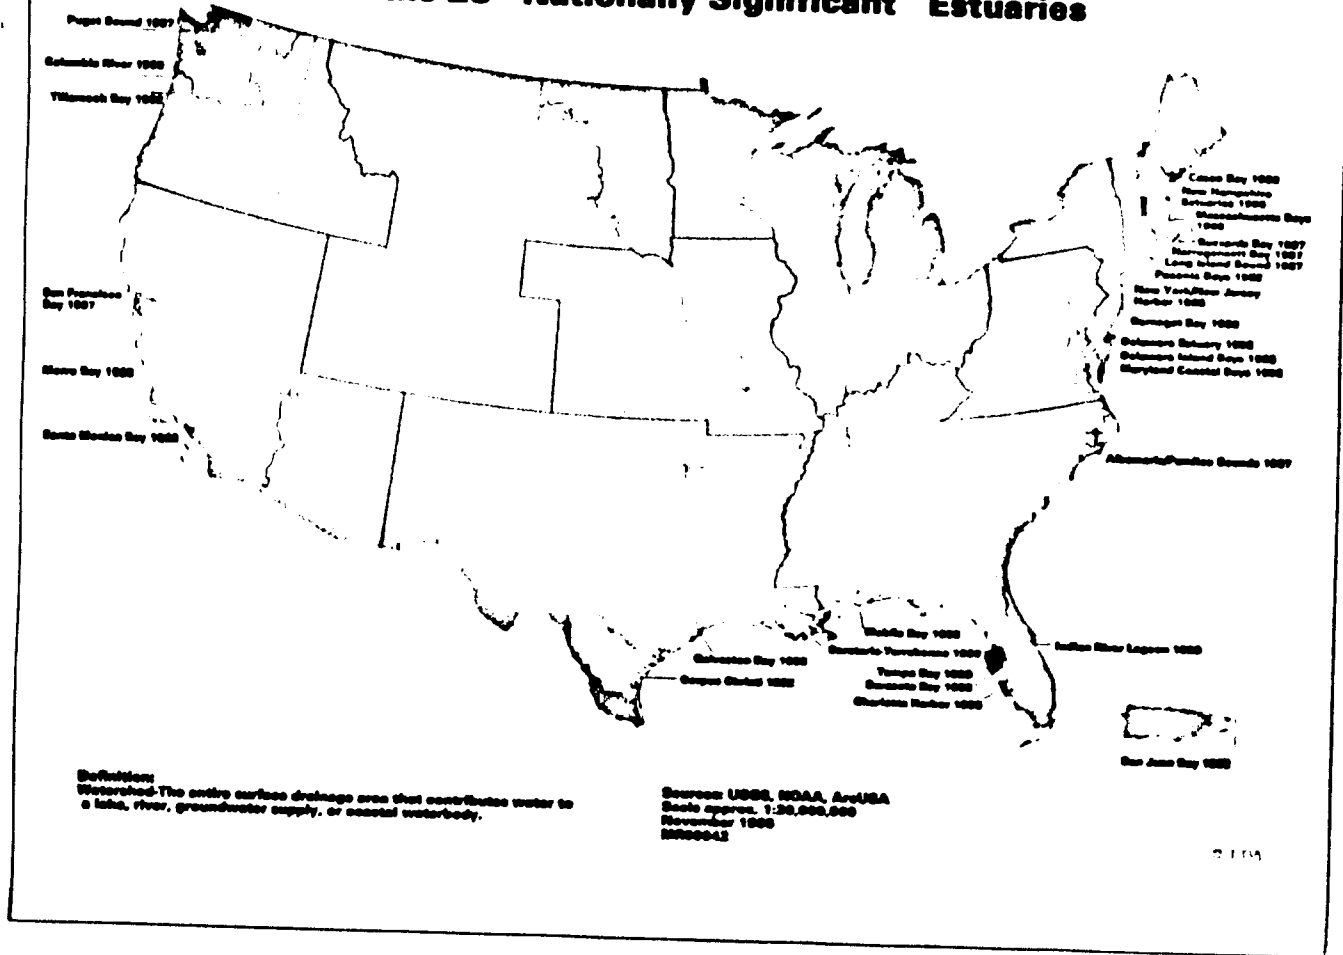 "Nationally Significant" Estuaries
Puget Sound 1987
Columbia River 1995
Tillamook Bay 1992
San Francisco
Bay 1987
Morro Bay 1995
Santa Monica Bay 1988
Casco Bay 1990
New Hampshire
Estuaries 1995
Massachusetts Bays
Buzzards Bay 1987
Narragansett Bay 1987
Long Island Sound 1987
Peconic Bays 1992
New York/New Jersey
Harbor 1988
Barnegat Bay 1995
Delaware Estuary 1988
Delaware Inland Bays 1988
Maryland Coastal Bays 1995
Albemarle/Pamlico Sounds 1987
Mobile Bay 1995
Barataria-Terrebonne
Indian River Lagoon 1990
Galveston Bay 1988
Corpus Christi 1992
Tampa Bay 1990
Sarasota Bay 1988
Charlotte Harbor 1995
San Juan Bay 1992
Definition:
Watershed-The entire surface drainage area that contributes water to
a lake, river, groundwater supply, or coastal waterbody.
Sources: USGS, NOAA, ArcUSA
Scale approx. 1:20,000,000
November